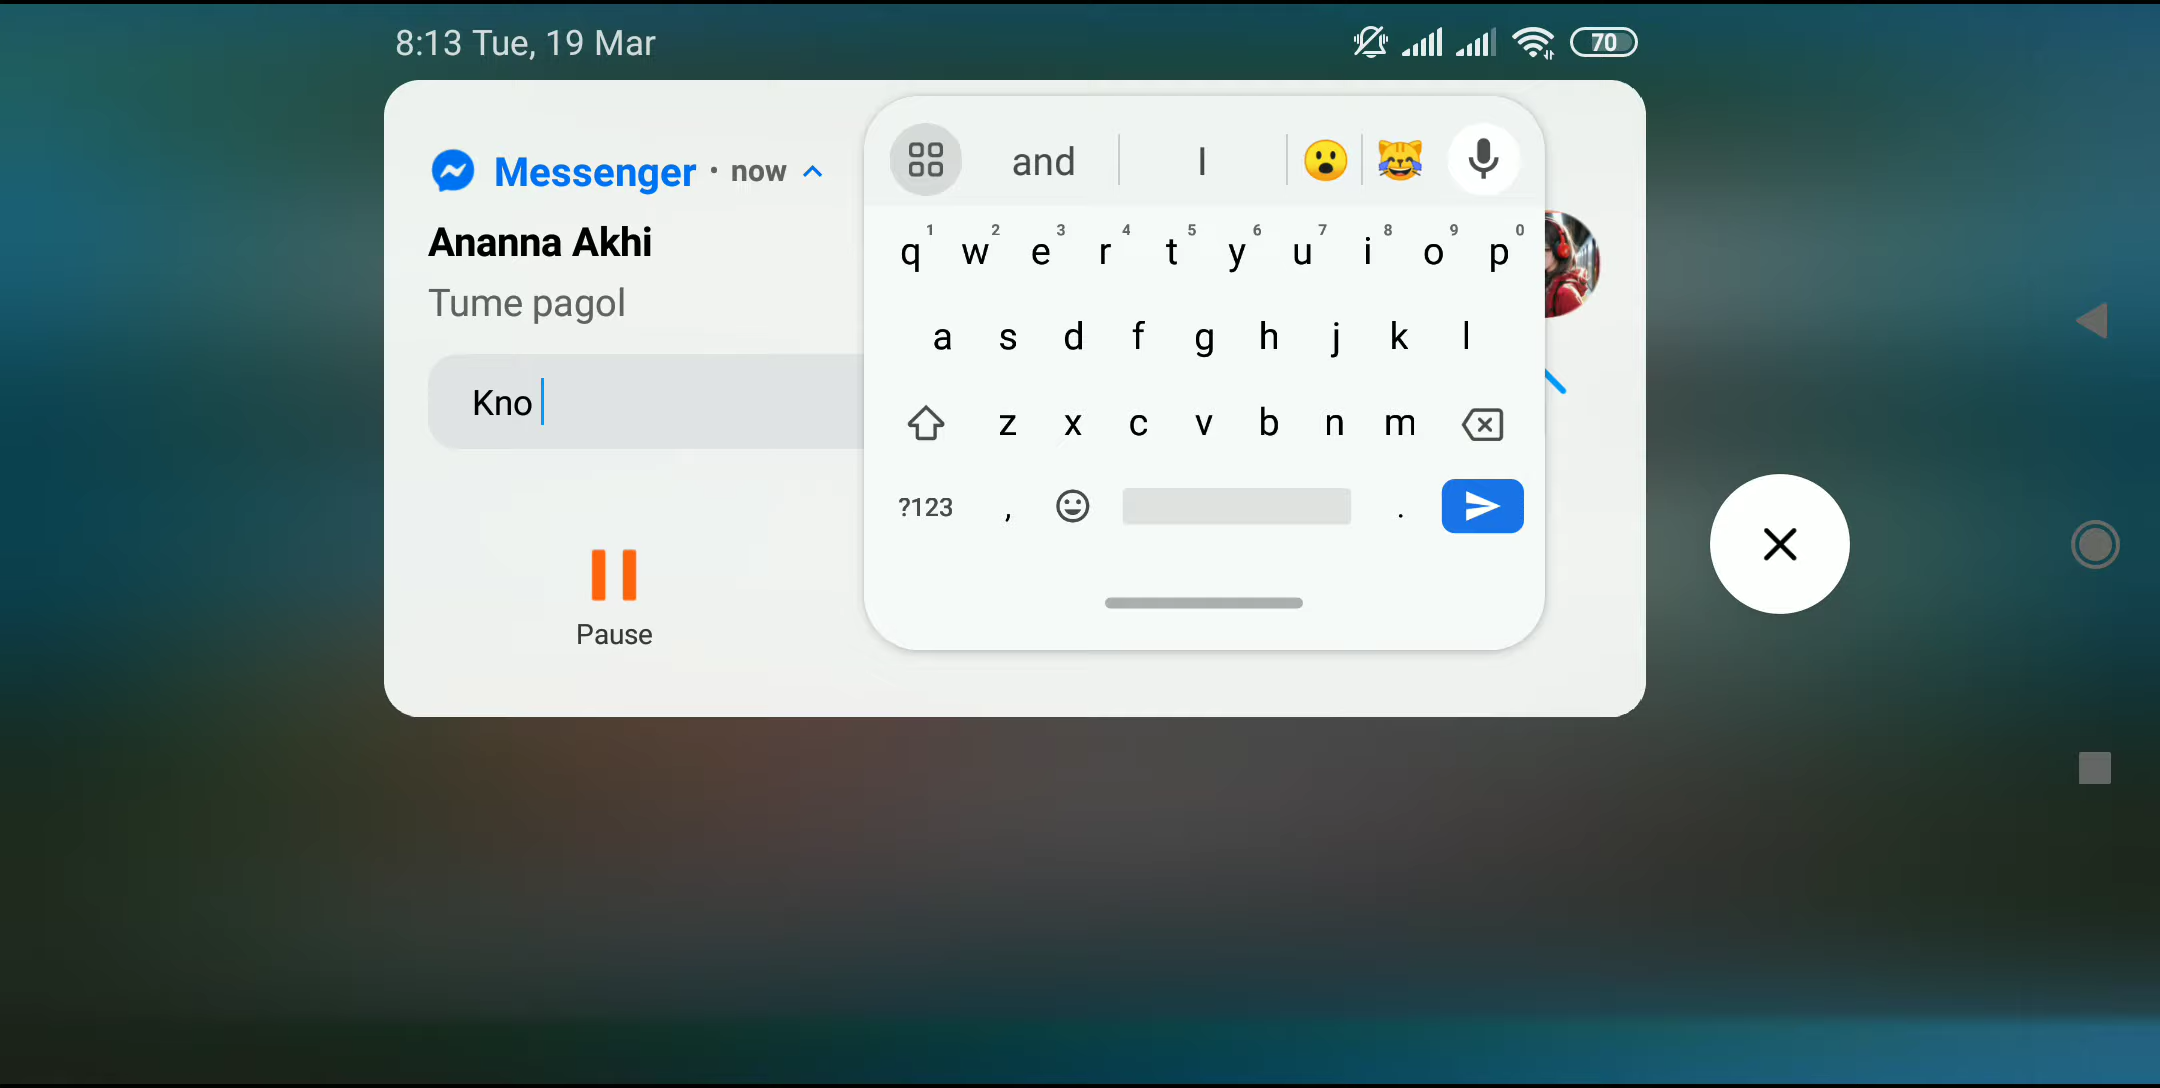 8:13 Tue, 19 Mar
70
Messenger • now
Ananna Akhi
Tume pagol
Kno
Pause
and I
1 2 3 4 5 6 7 8 9 0
q w e r t y u i o p
a s d f g h j k l
z x c v b n m
?123 , .